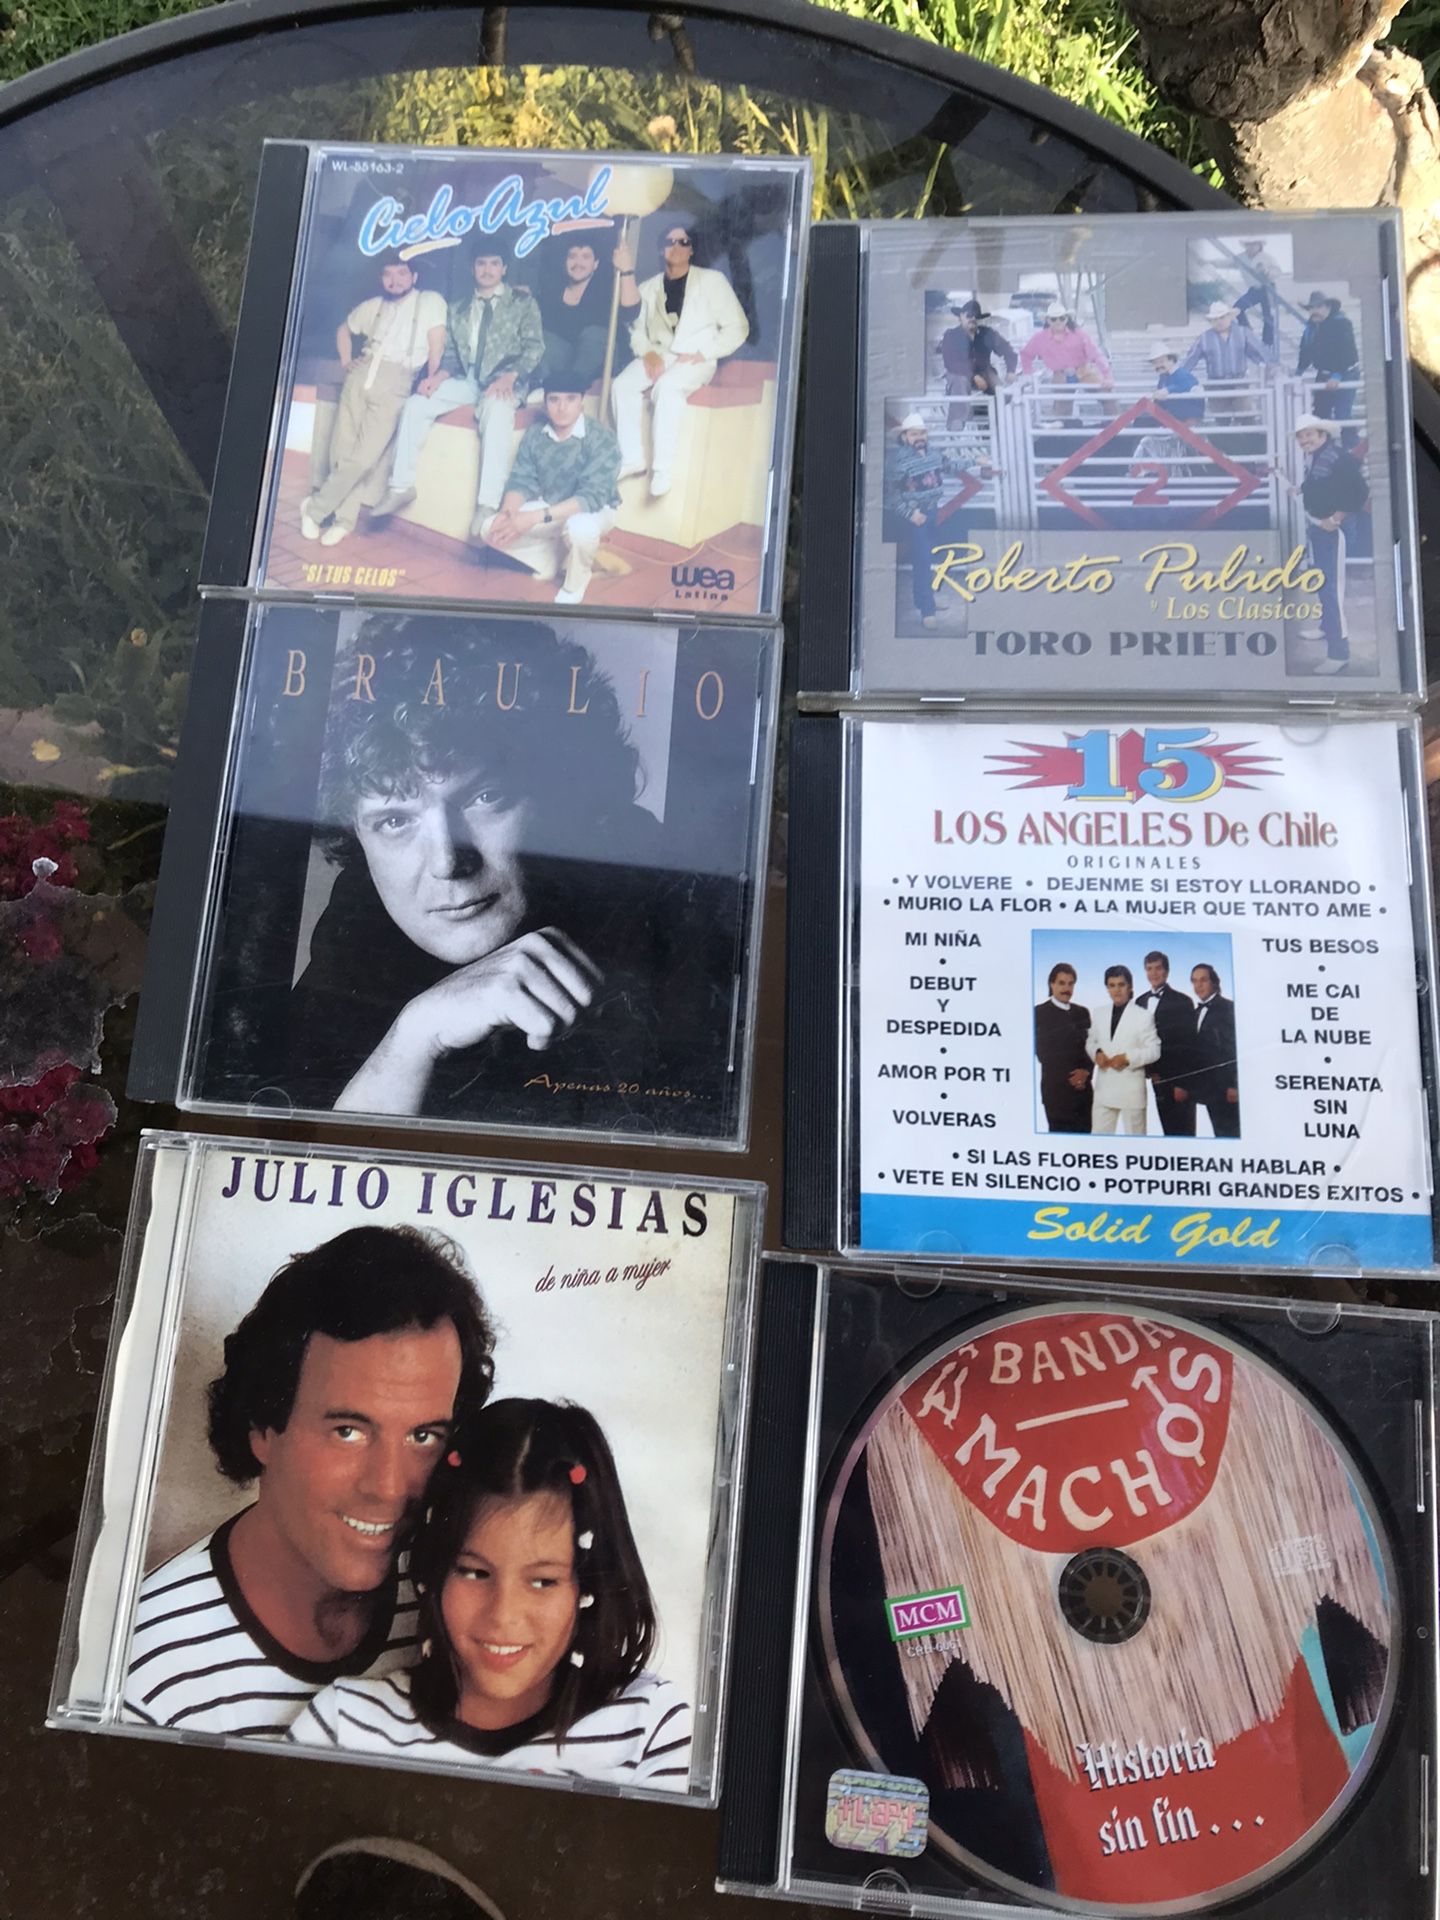 WL-55163-2
Cielo Azul
"SI TUS CELOS"
wea
Latina
2
Roberto Pulido
y Los Clasicos
TORO PRIETO
BRAULIO
Apenas 20 años...
15
LOS ANGELES De Chile
ORIGINALES
• Y VOLVERE • DEJENME SI ESTOY LLORANDO •
• MURIO LA FLOR • A LA MUJER QUE TANTO AME •
MI NIÑA
•
DEBUT
Y
DESPEDIDA
•
AMOR POR TI
•
VOLVERAS
TUS BESOS
•
ME CAI
DE
LA NUBE
•
SERENATA
SIN
LUNA
• SI LAS FLORES PUDIERAN HABLAR •
• VETE EN SILENCIO • POTPURRI GRANDES EXITOS •
Solid Gold
JULIO IGLESIAS
de niña a mujer
BANDA
MACHOS
MCM
Historia
sin fin . . .